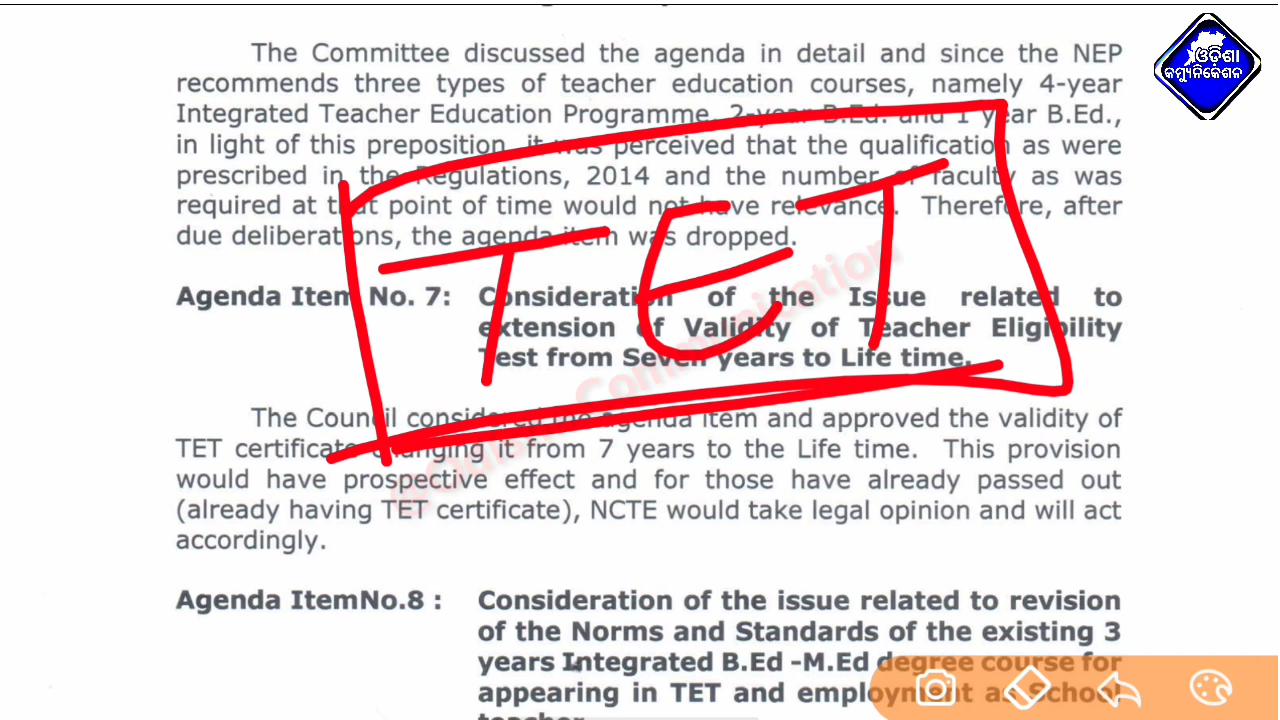 The Committee discussed the agenda in detail and since the NEP
recommends three types of teacher education courses, namely 4-year
Integrated Teacher Education Programme, 2-year B.Ed. and 1 year B.Ed.,
in light of this preposition, it was perceived that the qualification as were
prescribed in the Regulations, 2014 and the number of faculty as was
required at that point of time would not have relevance. Therefore, after
due deliberations, the agenda item was dropped.
Agenda Item No. 7: Consideration of the Issue related to
extension of Validity of Teacher Eligibility
Test from Seven years to Life time.
TET
The Council considered the agenda item and approved the validity of
TET certificate changing it from 7 years to the Life time. This provision
would have prospective effect and for those have already passed out
(already having TET certificate), NCTE would take legal opinion and will act
accordingly.
Agenda ItemNo.8 : Consideration of the issue related to revision
of the Norms and Standards of the existing 3
years Integrated B.Ed -M.Ed degree course for
appearing in TET and employment as School
teacher
@Odisha Communication
ଓଡ଼ିଶା
କମ୍ୟୁନିକେଶନ